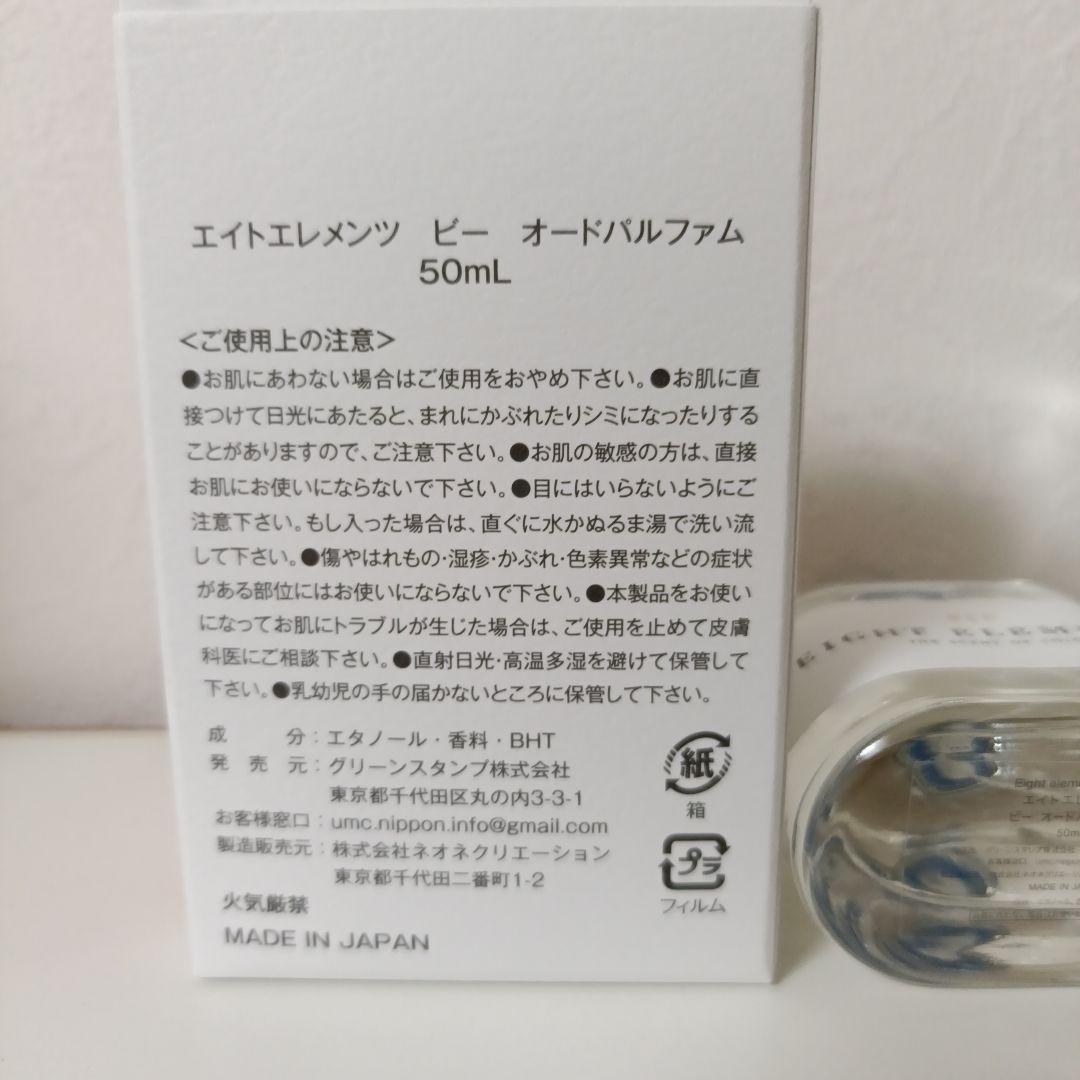 エイトエレメンツ　ビー　オードパルファム
50mL
＜ご使用上の注意＞
●お肌にあわない場合はご使用をおやめ下さい。●お肌に直
接つけて日光にあたると、まれにかぶれたりシミになったりする
ことがありますので、ご注意下さい。●お肌の敏感の方は、直接
お肌にお使いにならないで下さい。●目にはいらないようにご
注意下さい。もし入った場合は、直ぐに水かぬるま湯で洗い流
して下さい。●傷やはれもの・湿疹・かぶれ・色素異常などの症状
がある部位にはお使いにならないで下さい。●本製品をお使い
になってお肌にトラブルが生じた場合は、ご使用を止めて皮膚
科医にご相談下さい。●直射日光・高温多湿を避けて保管して
下さい。●乳幼児の手の届かないところに保管して下さい。
成　　分：エタノール・香料・BHT
発 売 元：グリーンスタンプ株式会社
東京都千代田区丸の内3-3-1
お客様窓口：umc.nippon.info@gmail.com
製造販売元：株式会社ネオネクリエーション
東京都千代田二番町1-2
火気厳禁
MADE IN JAPAN
紙
箱
プラ
フィルム
EIGHT ELEM
Eight elem
エイトエレ
ビー オード
50m
MADE IN JA